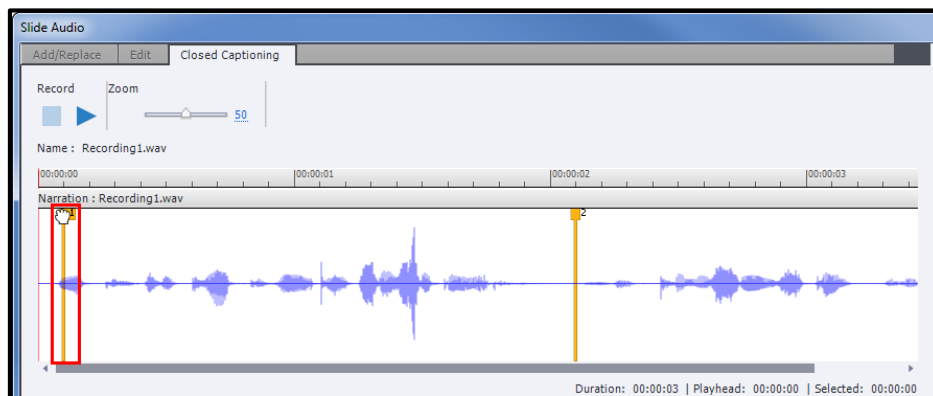 Slide Audio
Add/Replace Edit Closed Captioning
Record Zoom
50
Name : Recording1.wav
00:00:00 00:00:01 00:00:02 00:00:03
Narration : Recording1.wav
1 2
Duration: 00:00:03 | Playhead: 00:00:00 | Selected: 00:00:00